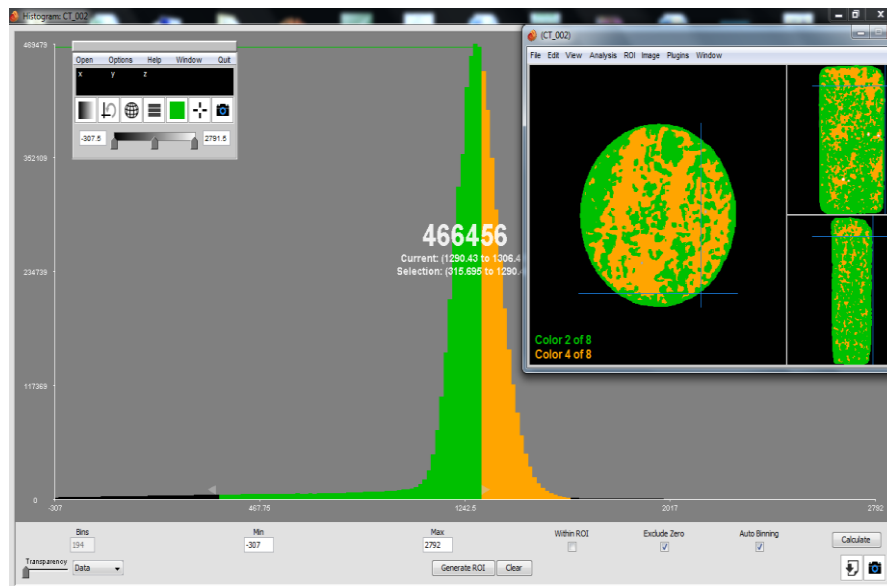 Histogram: CT_002
469479
Open Options Help Window Quit
x y z
-307.5 2791.5
352109
466456
Current: (1290.43 to 1306.4
Selection: (315.695 to 1290.4
234739
117369
0
-307 467.75 1242.5 2017 2792
(CT_002)
File Edit View Analysis ROI Image Plugins Window
Color 2 of 8
Color 4 of 8
Bins Min Max Within ROI Exclude Zero Auto Binning
194 -307 2792 Calculate
Transparency Data Generate ROI Clear